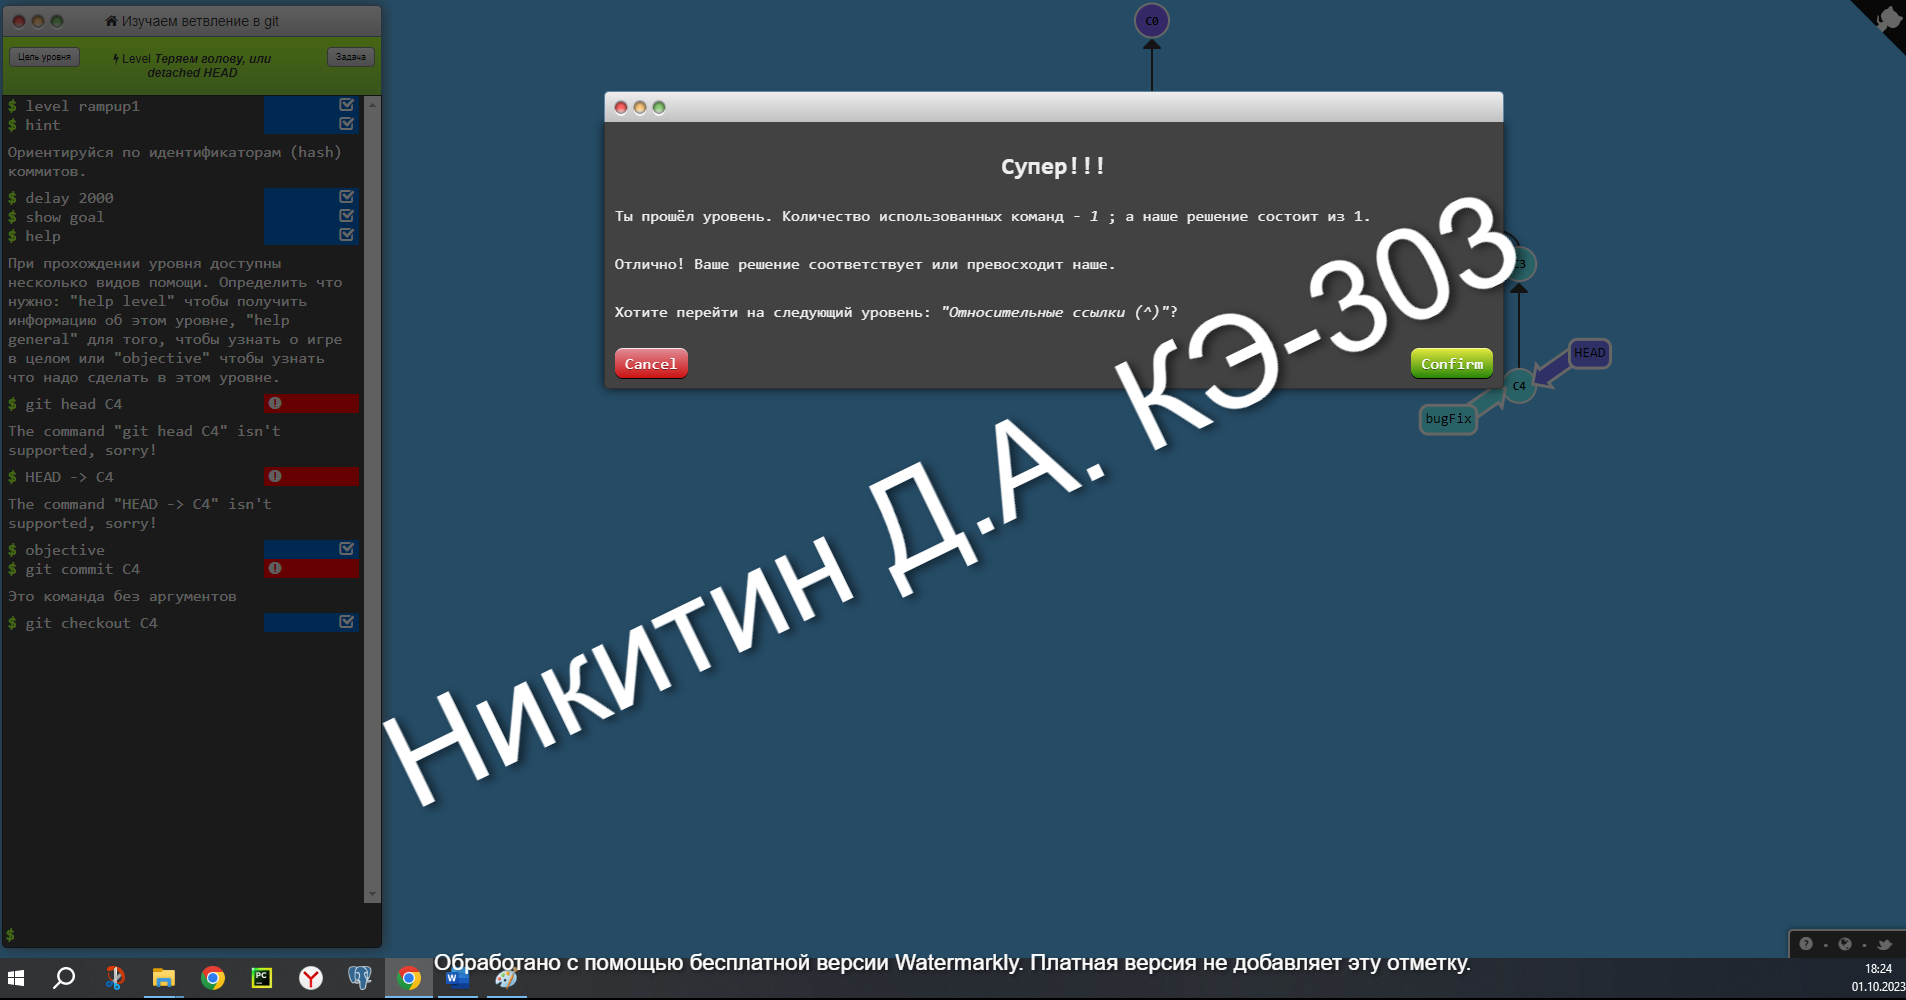 Изучаем ветвление в git
Цель уровня
Level Теряем голову, или
detached HEAD
Задача
$ level rampup1
$ hint
Ориентируйся по идентификаторам (hash)
коммитов.
$ delay 2000
$ show goal
$ help
При прохождении уровня доступны
несколько видов помощи. Определить что
нужно: "help level" чтобы получить
информацию об этом уровне, "help
general" для того, чтобы узнать о игре
в целом или "objective" чтобы узнать
что надо сделать в этом уровне.
$ git head C4
The command "git head C4" isn't
supported, sorry!
$ HEAD -> C4
The command "HEAD -> C4" isn't
supported, sorry!
$ objective
$ git commit C4
Это команда без аргументов
$ git checkout C4
$
C0
Супер!!!
Ты прошёл уровень. Количество использованных команд - 1 ; а наше решение состоит из 1.
Отлично! Ваше решение соответствует или превосходит наше.
Хотите перейти на следующий уровень: "Относительные ссылки (^)"?
Cancel
Confirm
C3
HEAD
C4
bugFix
Никитин Д.А. КЭ-303
Обработано с помощью бесплатной версии Watermarkly. Платная версия не добавляет эту отметку.
PC
W
18:24
01.10.2023